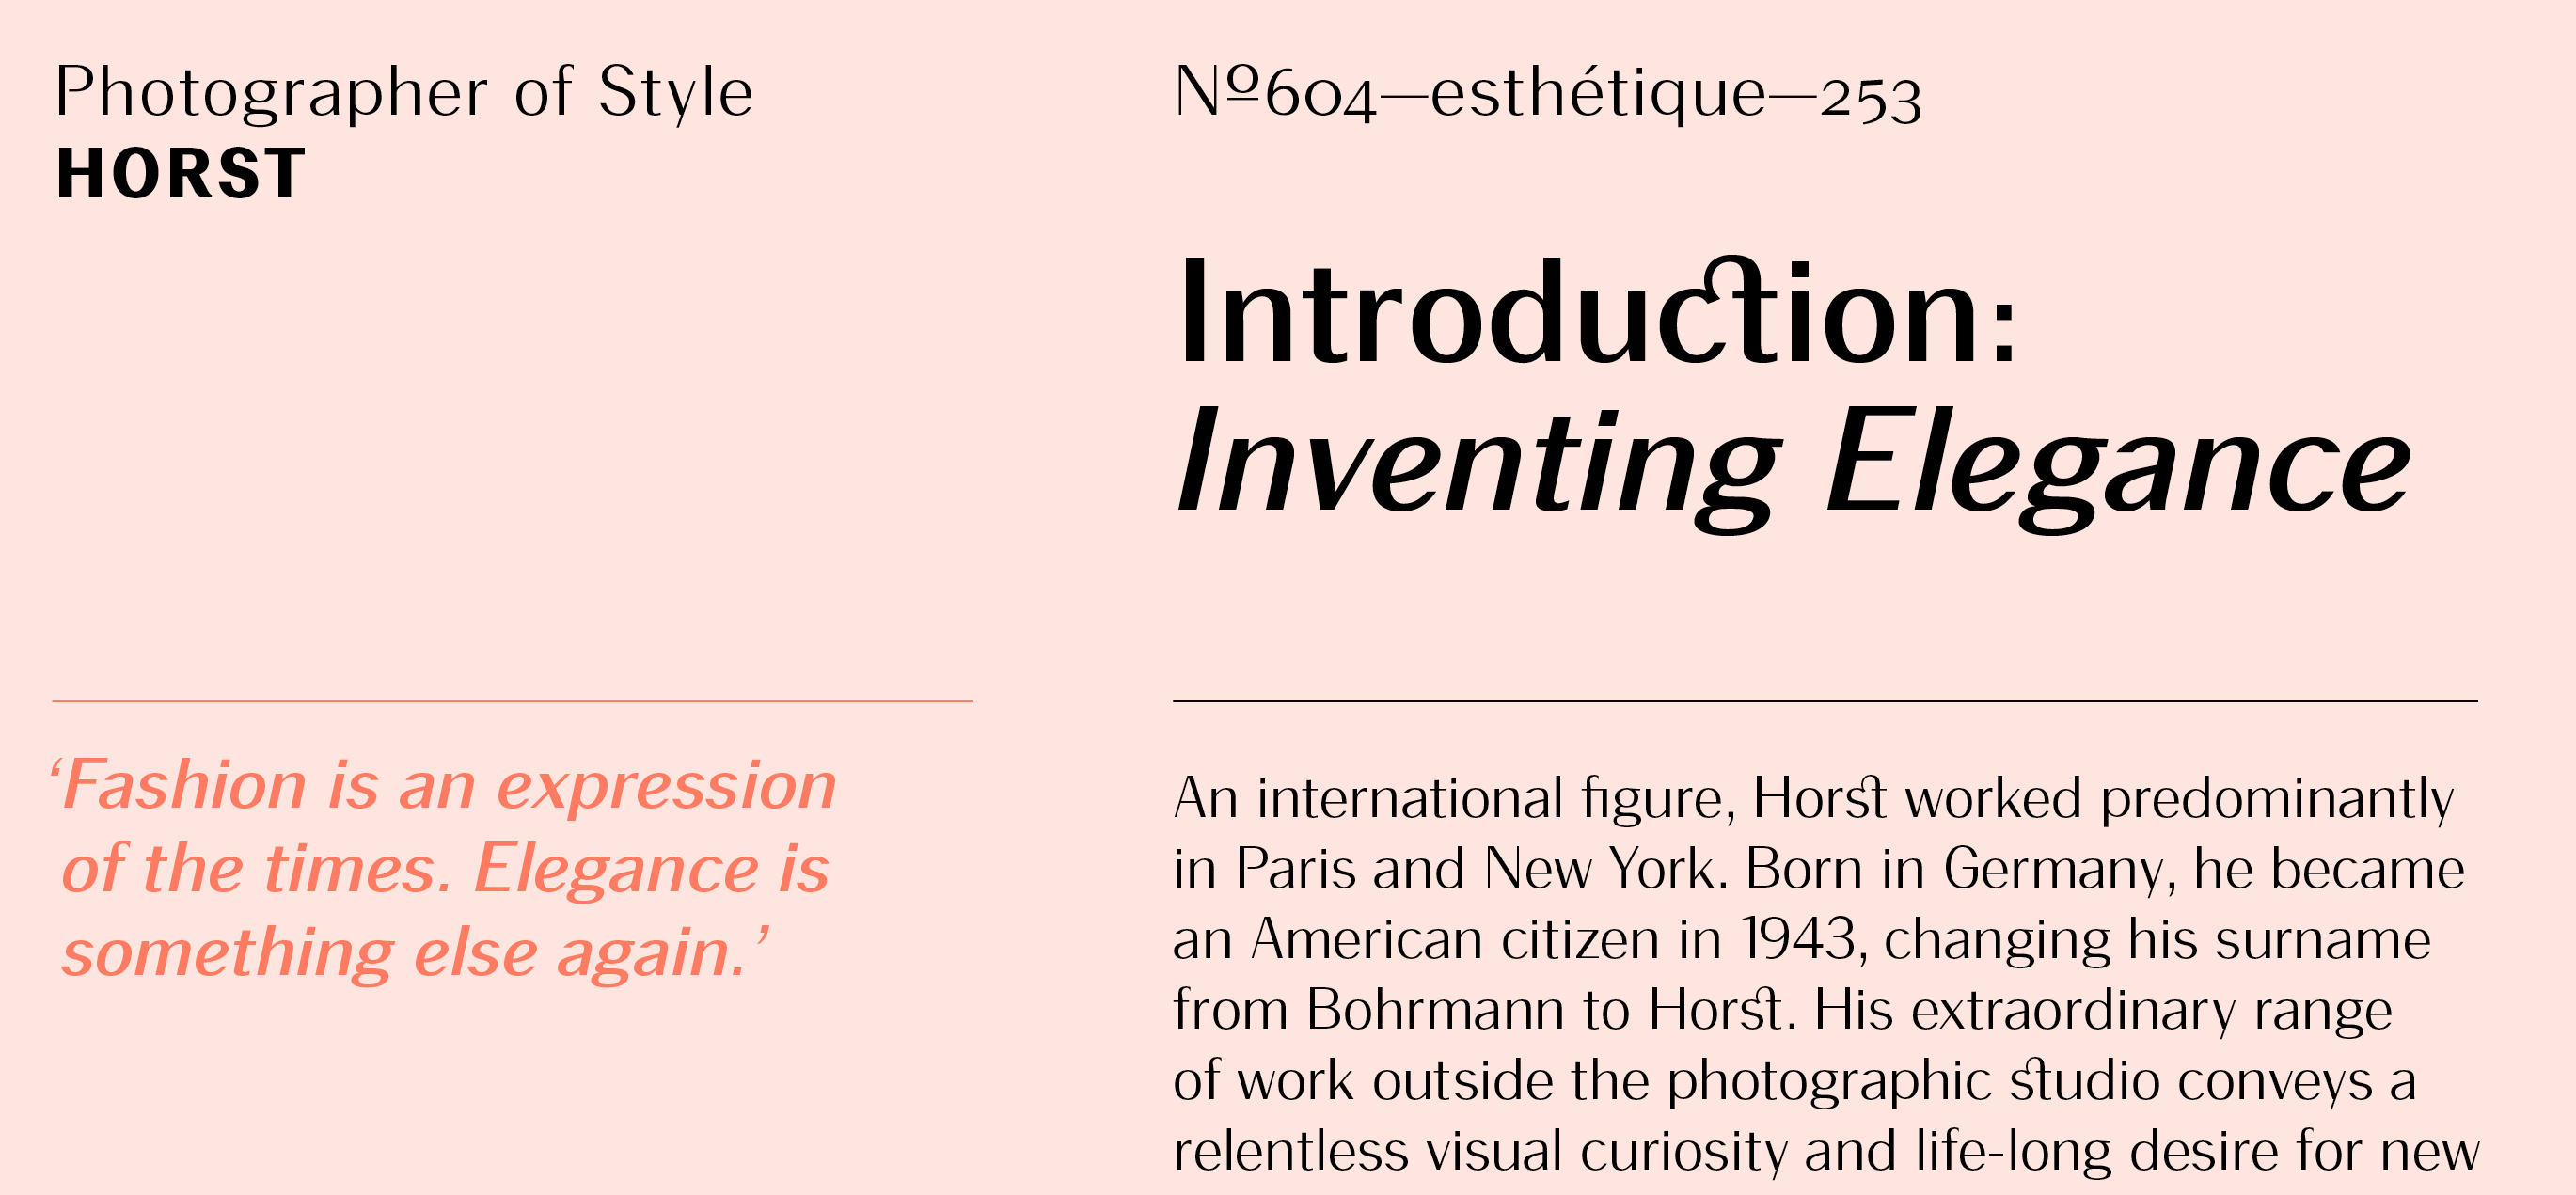 Photographer of Style
HORST
Nº604—esthétique—253
Introduction:
Inventing Elegance
‘Fashion is an expression
of the times. Elegance is
something else again.’
An international figure, Horst worked predominantly
in Paris and New York. Born in Germany, he became
an American citizen in 1943, changing his surname
from Bohrmann to Horst. His extraordinary range
of work outside the photographic studio conveys a
relentless visual curiosity and life-long desire for new